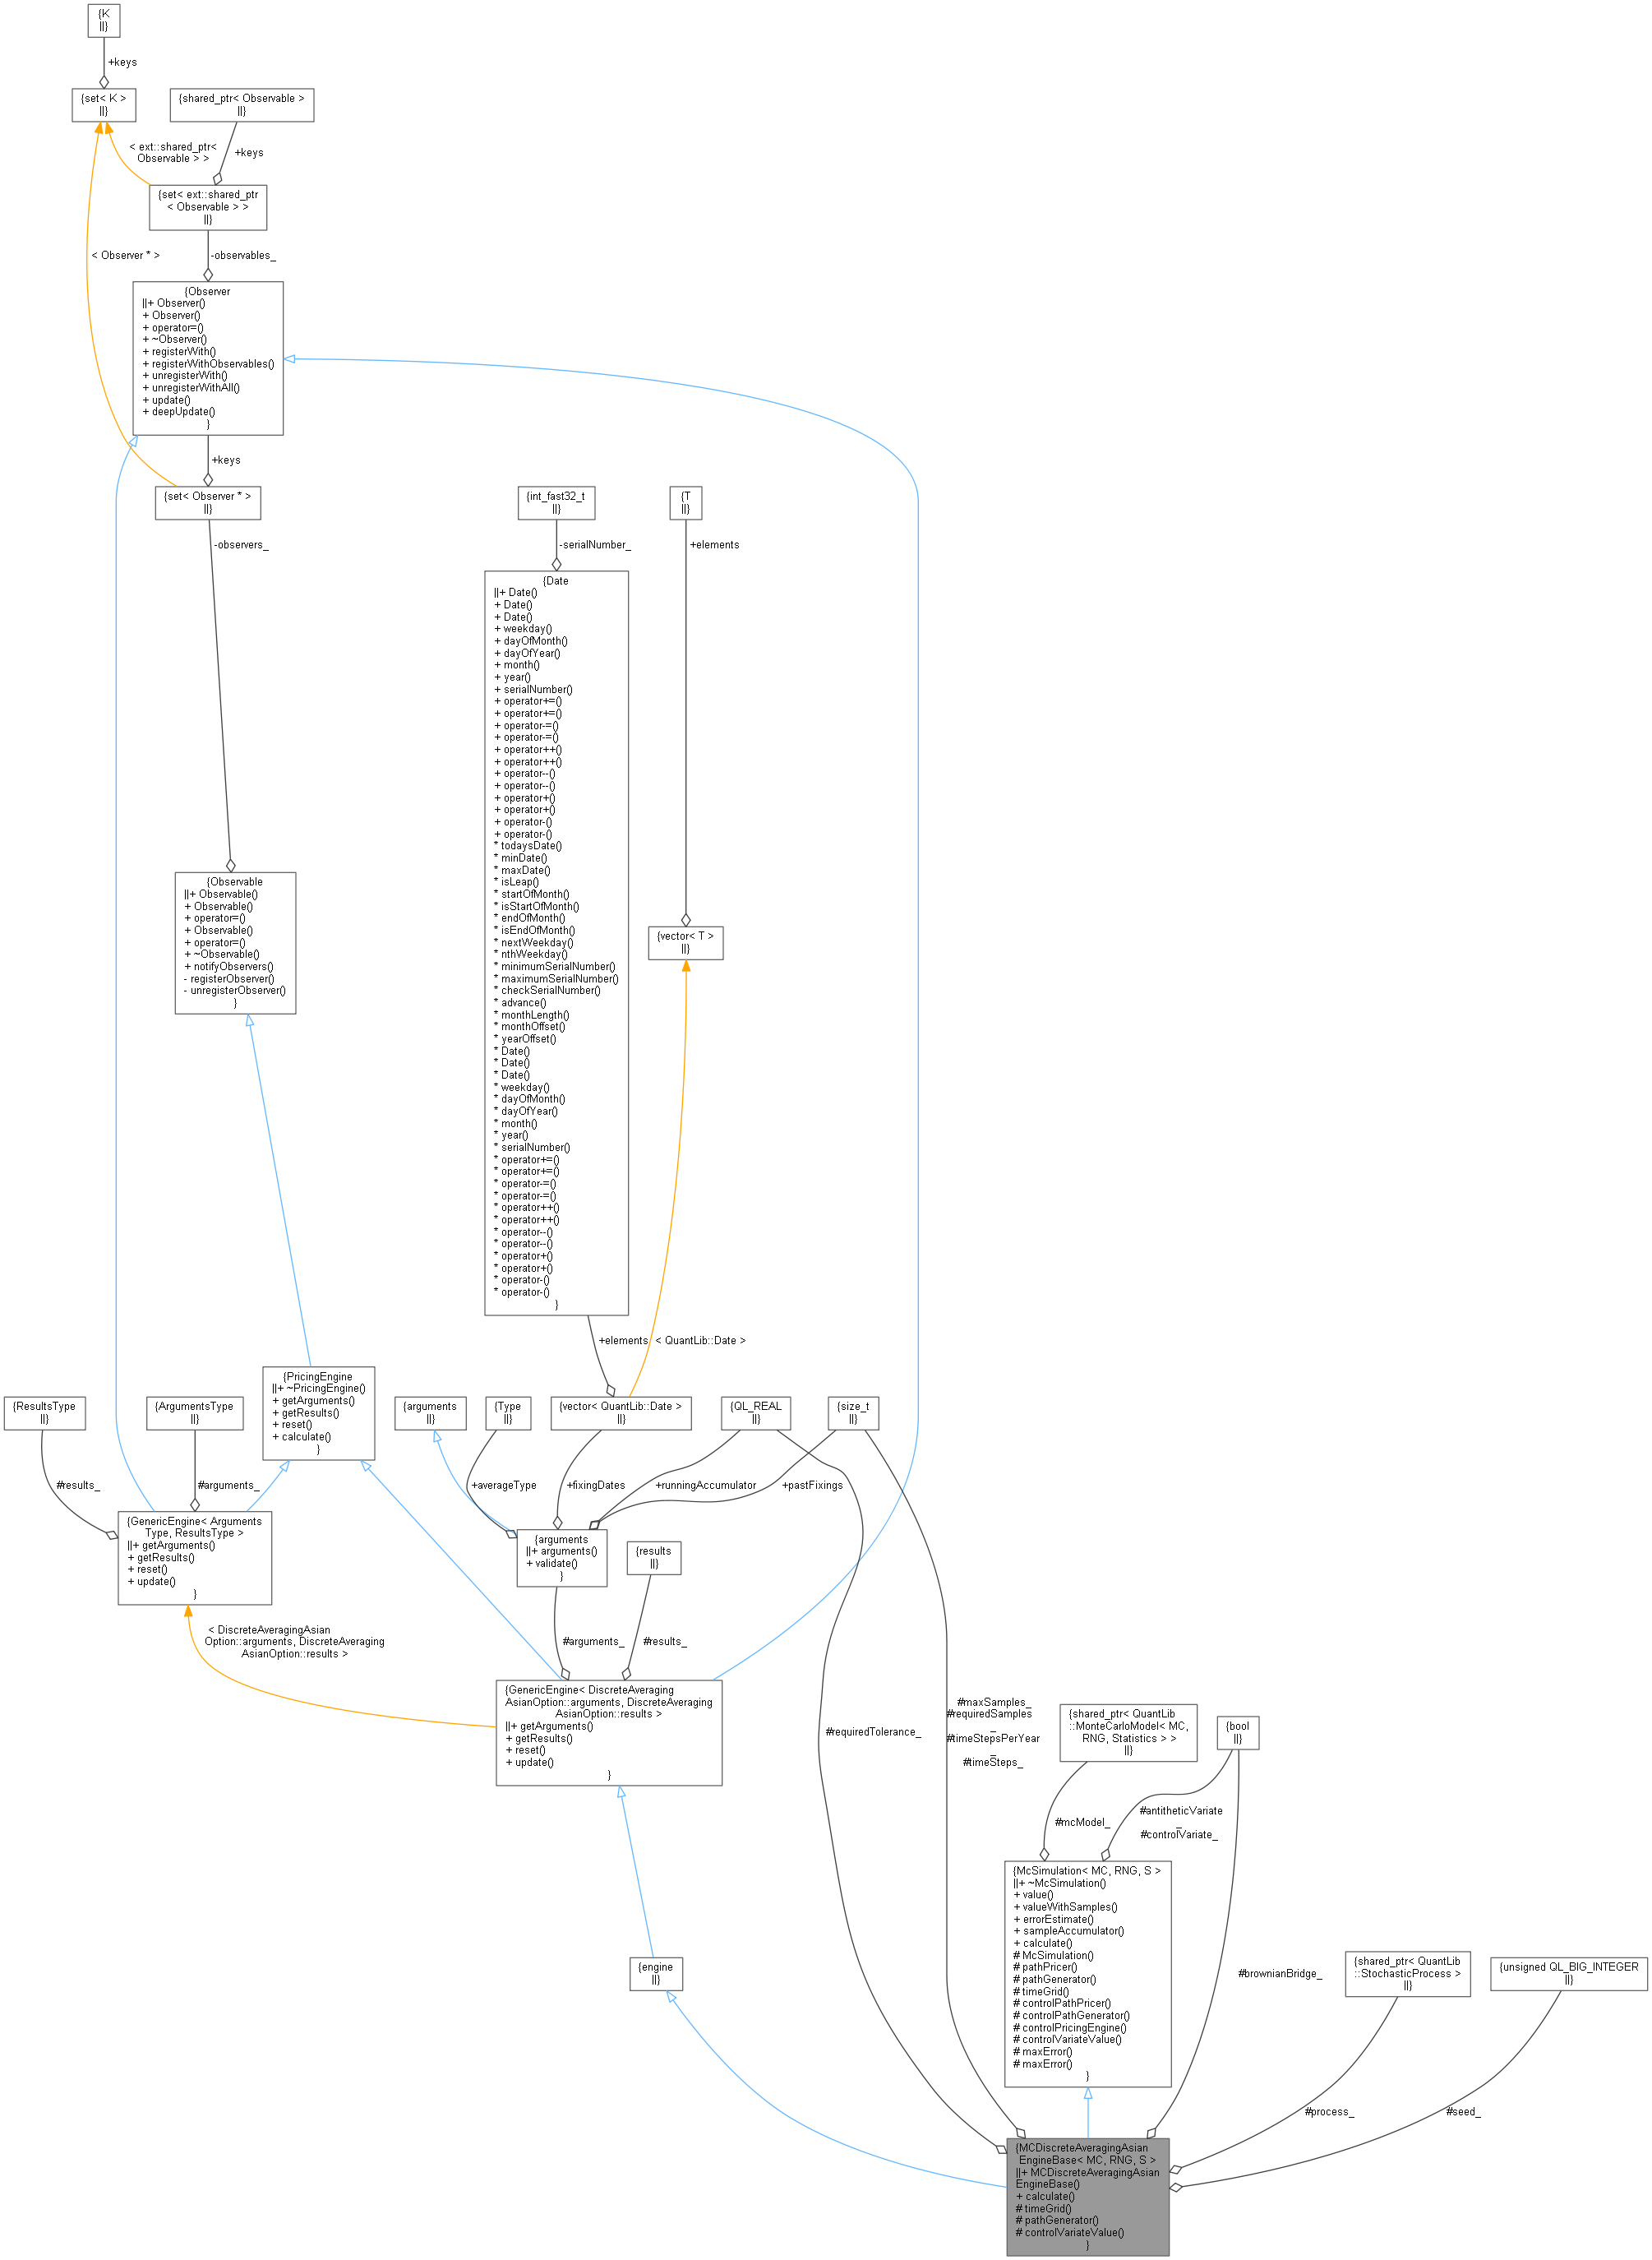 {K
||}
+keys
{set< K >
||}
{shared_ptr< Observable >
||}
< ext::shared_ptr<
Observable > >
+keys
{set< ext::shared_ptr
< Observable > >
||}
< Observer * >
-observables_
{Observer
||+ Observer()
+ Observer()
+ operator=()
+ ~Observer()
+ registerWith()
+ registerWithObservables()
+ unregisterWith()
+ unregisterWithAll()
+ update()
+ deepUpdate()
}
+keys
{set< Observer * >
||}
{int_fast32_t
||}
{T
||}
-observers_
-serialNumber_
+elements
{Date
||+ Date()
+ Date()
+ Date()
+ weekday()
+ dayOfMonth()
+ dayOfYear()
+ month()
+ year()
+ serialNumber()
+ operator+=()
+ operator+=()
+ operator-=()
+ operator-=()
+ operator++()
+ operator++()
+ operator--()
+ operator--()
+ operator+()
+ operator+()
+ operator-()
+ operator-()
* todaysDate()
* minDate()
* maxDate()
* isLeap()
* startOfMonth()
* isStartOfMonth()
* endOfMonth()
* isEndOfMonth()
* nextWeekday()
* nthWeekday()
* minimumSerialNumber()
* maximumSerialNumber()
* checkSerialNumber()
* advance()
* monthLength()
* monthOffset()
* yearOffset()
* Date()
* Date()
* Date()
* weekday()
* dayOfMonth()
* dayOfYear()
* month()
* year()
* serialNumber()
* operator+=()
* operator+=()
* operator-=()
* operator-=()
* operator++()
* operator++()
* operator--()
* operator--()
* operator+()
* operator+()
* operator-()
* operator-()
}
{Observable
||+ Observable()
+ Observable()
+ operator=()
+ Observable()
+ operator=()
+ ~Observable()
+ notifyObservers()
- registerObserver()
- unregisterObserver()
}
{vector< T >
||}
+elements
< QuantLib::Date >
{ResultsType
||}
{ArgumentsType
||}
{PricingEngine
||+ ~PricingEngine()
+ getArguments()
+ getResults()
+ reset()
+ calculate()
}
{arguments
||}
{Type
||}
{vector< QuantLib::Date >
||}
{QL_REAL
||}
{size_t
||}
#results_
#arguments_
+averageType
+fixingDates
+runningAccumulator
+pastFixings
{GenericEngine< Arguments
Type, ResultsType >
||+ getArguments()
+ getResults()
+ reset()
+ update()
}
{arguments
||+ arguments()
+ validate()
}
{results
||}
< DiscreteAveragingAsian
Option::arguments, DiscreteAveraging
AsianOption::results >
#arguments_
#results_
{GenericEngine< DiscreteAveraging
AsianOption::arguments, DiscreteAveraging
AsianOption::results >
||+ getArguments()
+ getResults()
+ reset()
+ update()
}
#requiredTolerance_
#maxSamples_
#requiredSamples
_
#timeStepsPerYear
_
#timeSteps_
{shared_ptr< QuantLib
::MonteCarloModel< MC,
RNG, Statistics > >
||}
{bool
||}
#mcModel_
#antitheticVariate
_
#controlVariate_
{McSimulation< MC, RNG, S >
||+ ~McSimulation()
+ value()
+ valueWithSamples()
+ errorEstimate()
+ sampleAccumulator()
+ calculate()
# McSimulation()
# pathPricer()
# pathGenerator()
# timeGrid()
# controlPathPricer()
# controlPathGenerator()
# controlPricingEngine()
# controlVariateValue()
# maxError()
# maxError()
}
{engine
||}
#brownianBridge_
{shared_ptr< QuantLib
::StochasticProcess >
||}
{unsigned QL_BIG_INTEGER
||}
#process_
#seed_
{MCDiscreteAveragingAsian
EngineBase< MC, RNG, S >
||+ MCDiscreteAveragingAsian
EngineBase()
+ calculate()
# timeGrid()
# pathGenerator()
# controlVariateValue()
}